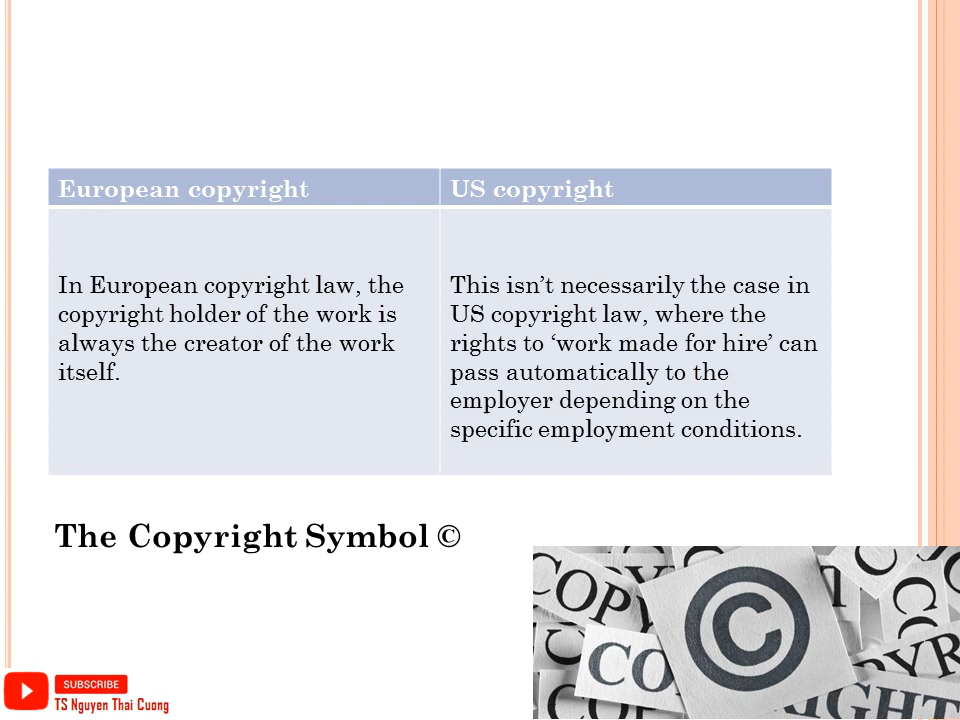 European copyright
US copyright
In European copyright law, the
copyright holder of the work is
always the creator of the work
itself.
This isn’t necessarily the case in
US copyright law, where the
rights to ‘work made for hire’ can
pass automatically to the
employer depending on the
specific employment conditions.
The Copyright Symbol ©
©
SUBSCRIBE
TS Nguyen Thai Cuong